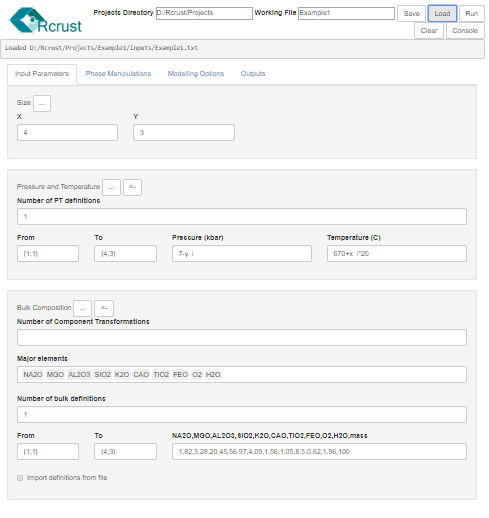 Rcrust
Projects Directory D:/Rcrust/Projects Working File Example1 Save Load Run
Clear Console
Loaded D:/Rcrust/Projects/Example1/Inputs/Example1.txt
Input Parameters Phase Manipulations Modelling Options Outputs
Size ...
X Y
4 3
Pressure and Temperature ... <-
Number of PT definitions
1
From To Pressure (kbar) Temperature (C)
{1;1} {4;3} 7-y_i 670+x_i*20
Bulk Composition ... <-
Number of Component Transformations
Major elements
NA2O MGO AL2O3 SIO2 K2O CAO TIO2 FEO O2 H2O
Number of bulk definitions
1
From To NA2O,MGO,AL2O3,SIO2,K2O,CAO,TIO2,FEO,O2,H2O,mass
{1;1} {4;3} 1.82,3.28,20.45,56.97,4.09,1.56,1.05,8.5,0.62,1.96,100
Import definitions from file